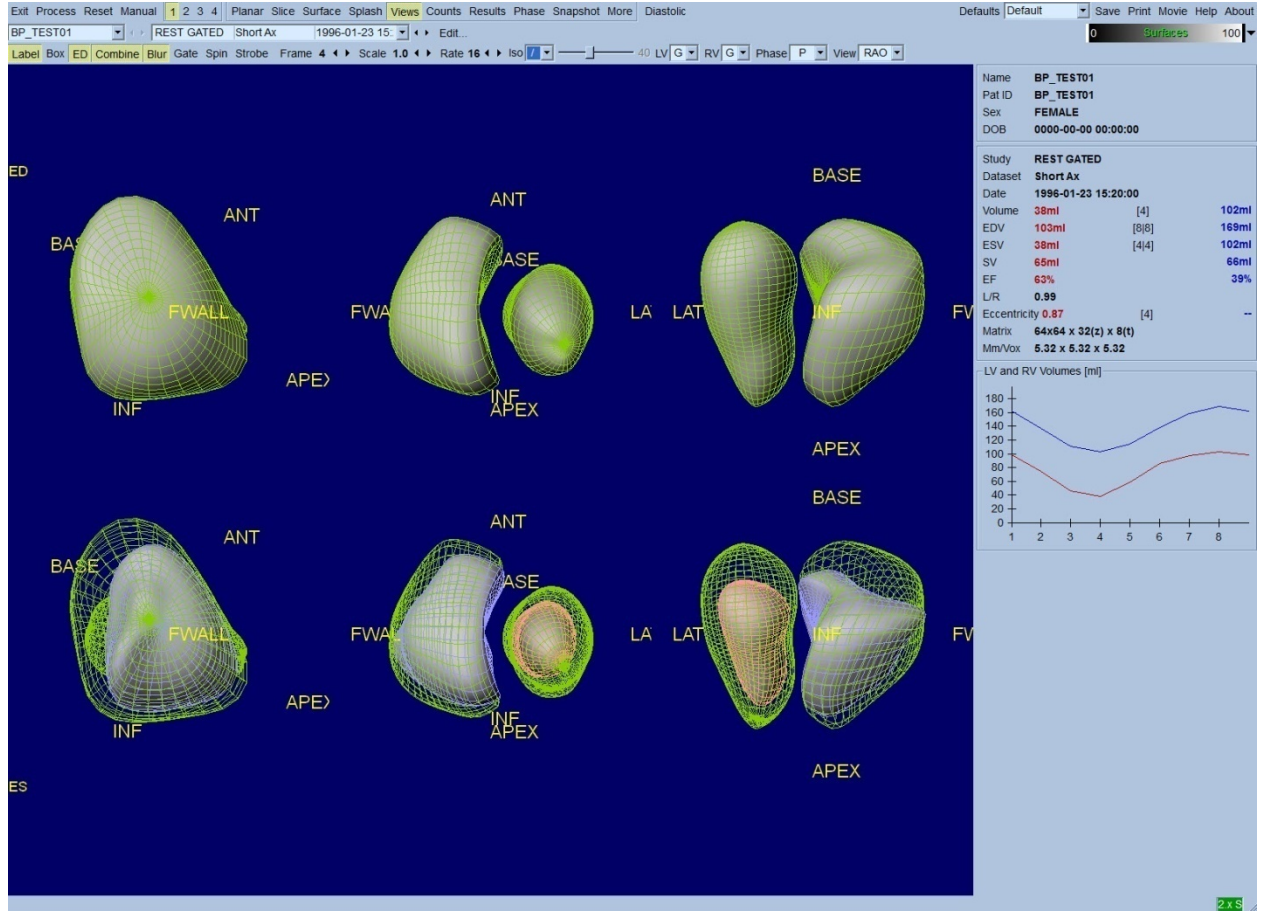 Exit Process Reset Manual 1 2 3 4 Planar Slice Surface Splash Views Counts Results Phase Snapshot More Diastolic Defaults Default Save Print Movie Help About
BP_TEST01 REST GATED Short Ax 1996-01-23 15: Edit... 0 Surfaces 100
Label Box ED Combine Blur Gate Spin Strobe Frame 4 Scale 1.0 Rate 16 Iso / 40 LV G RV G Phase P View RAO
Name BP_TEST01
Pat ID BP_TEST01
Sex FEMALE
DOB 0000-00-00 00:00:00
Study REST GATED
Dataset Short Ax
Date 1996-01-23 15:20:00
Volume 38ml [4] 102ml
EDV 103ml [8|8] 169ml
ESV 38ml [4|4] 102ml
SV 65ml 66ml
EF 63% 39%
L/R 0.99
Eccentricity 0.87 [4] --
Matrix 64x64 x 32(z) x 8(t)
Mm/Vox 5.32 x 5.32 x 5.32
LV and RV Volumes [ml]
180
160
140
120
100
80
60
40
20
0
1 2 3 4 5 6 7 8
ED
BASE
ANT
ANT
BAS
BASE
FWALL
FWA
LA
LAT
INF
FV
APEX
INF
INF
APEX
APEX
BASE
ANT
ANT
BASE
BASE
FWALL
FWAL
LA
LAT
INF
FV
APEX
INF
INF
APEX
APEX
ES
2 x S